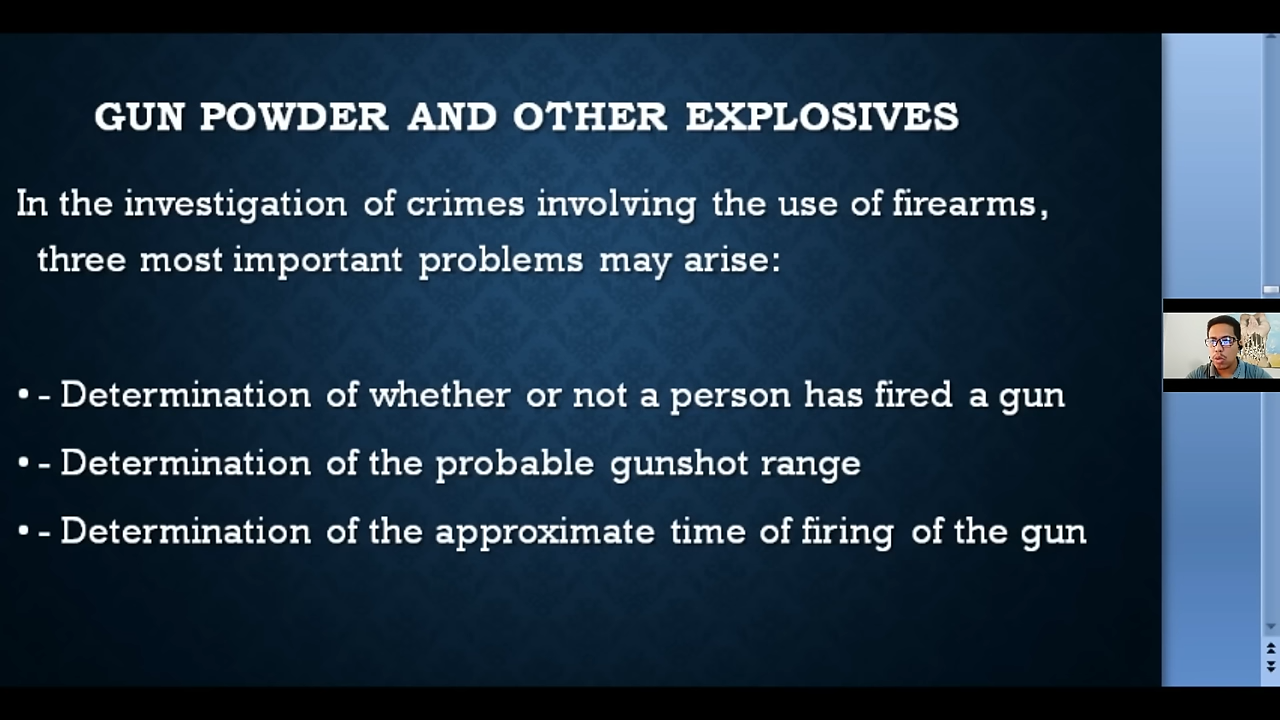 GUN POWDER AND OTHER EXPLOSIVES
In the investigation of crimes involving the use of firearms,
three most important problems may arise:
• - Determination of whether or not a person has fired a gun
• - Determination of the probable gunshot range
• - Determination of the approximate time of firing of the gun